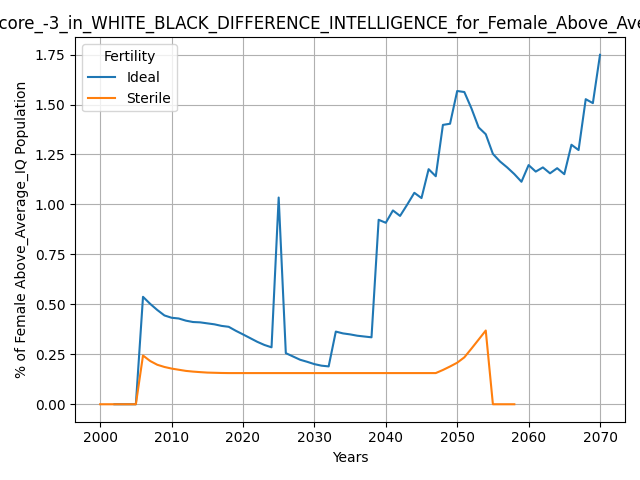 core_-3_in_WHITE_BLACK_DIFFERENCE_INTELLIGENCE_for_Female_Above_Ave
Fertility
Ideal
Sterile
% of Female Above_Average_IQ Population
1.75
1.50
1.25
1.00
0.75
0.50
0.25
0.00
2000 2010 2020 2030 2040 2050 2060 2070
Years